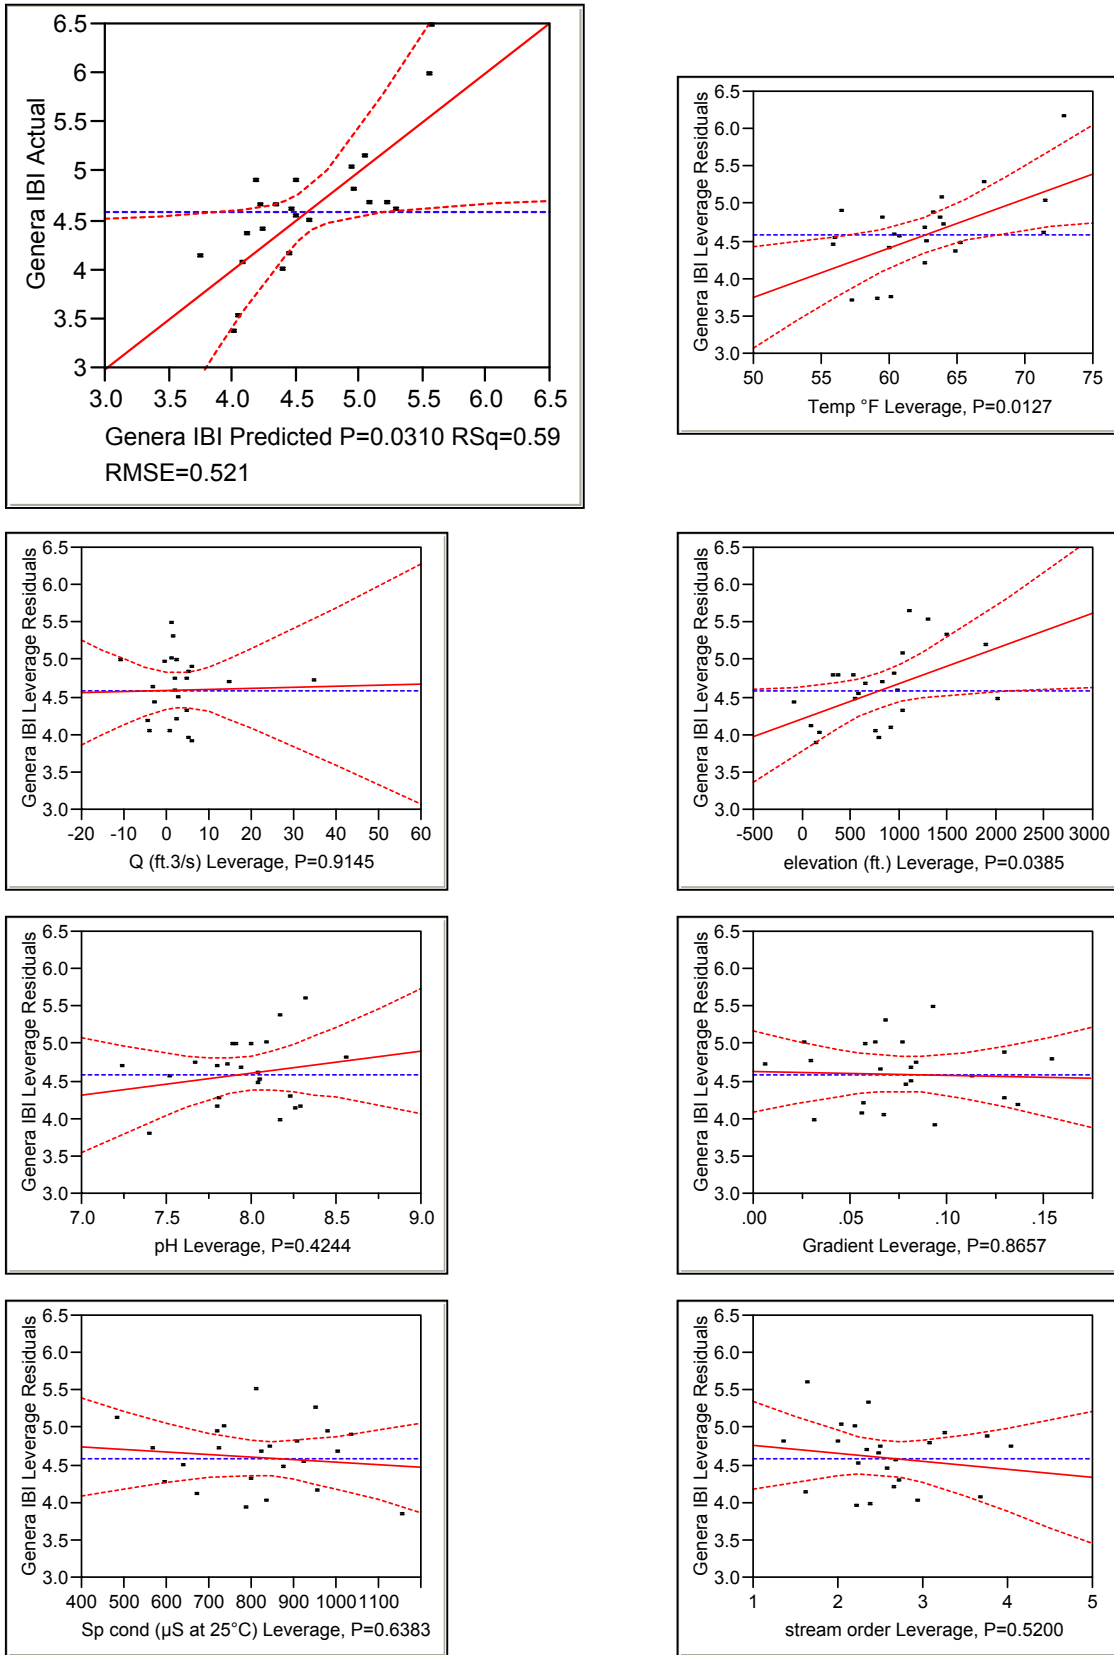 6.5
6
5.5
5
4.5
4
3.5
3
Genera IBI Actual
3.0 3.5 4.0 4.5 5.0 5.5 6.0 6.5
Genera IBI Predicted P=0.0310 RSq=0.59
RMSE=0.521
6.5
6.0
5.5
5.0
4.5
4.0
3.5
3.0
Genera IBI Leverage Residuals
50 55 60 65 70 75
Temp °F Leverage, P=0.0127
6.5
6.0
5.5
5.0
4.5
4.0
3.5
3.0
Genera IBI Leverage Residuals
-20 -10 0 10 20 30 40 50 60
Q (ft.3/s) Leverage, P=0.9145
6.5
6.0
5.5
5.0
4.5
4.0
3.5
3.0
Genera IBI Leverage Residuals
-500 0 500 1000 1500 2000 2500 3000
elevation (ft.) Leverage, P=0.0385
6.5
6.0
5.5
5.0
4.5
4.0
3.5
3.0
Genera IBI Leverage Residuals
7.0 7.5 8.0 8.5 9.0
pH Leverage, P=0.4244
6.5
6.0
5.5
5.0
4.5
4.0
3.5
3.0
Genera IBI Leverage Residuals
.00 .05 .10 .15
Gradient Leverage, P=0.8657
6.5
6.0
5.5
5.0
4.5
4.0
3.5
3.0
Genera IBI Leverage Residuals
400 500 600 700 800 900 1000 1100
Sp cond (µS at 25°C) Leverage, P=0.6383
6.5
6.0
5.5
5.0
4.5
4.0
3.5
3.0
Genera IBI Leverage Residuals
1 2 3 4 5
stream order Leverage, P=0.5200